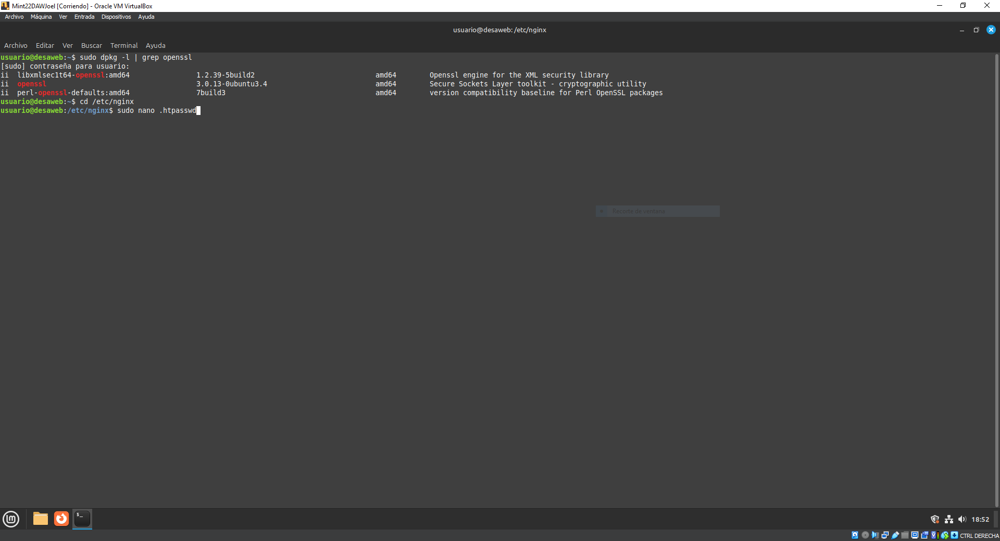 Mint22DAWJoel [Corriendo] - Oracle VM VirtualBox
Archivo Máquina Ver Entrada Dispositivos Ayuda
usuario@desaweb: /etc/nginx
Archivo Editar Ver Buscar Terminal Ayuda
usuario@desaweb:~$ sudo dpkg -l | grep openssl
[sudo] contraseña para usuario:
ii libxmlsec1t64-openssl:amd64 1.2.39-5build2 amd64 Openssl engine for the XML security library
ii openssl 3.0.13-0ubuntu3.4 amd64 Secure Sockets Layer toolkit - cryptographic utility
ii perl-openssl-defaults:amd64 7build3 amd64 version compatibility baseline for Perl OpenSSL packages
usuario@desaweb:~$ cd /etc/nginx
usuario@desaweb:/etc/nginx$ sudo nano .htpasswd
Recorte de ventana
18:52
CTRL DERECHA